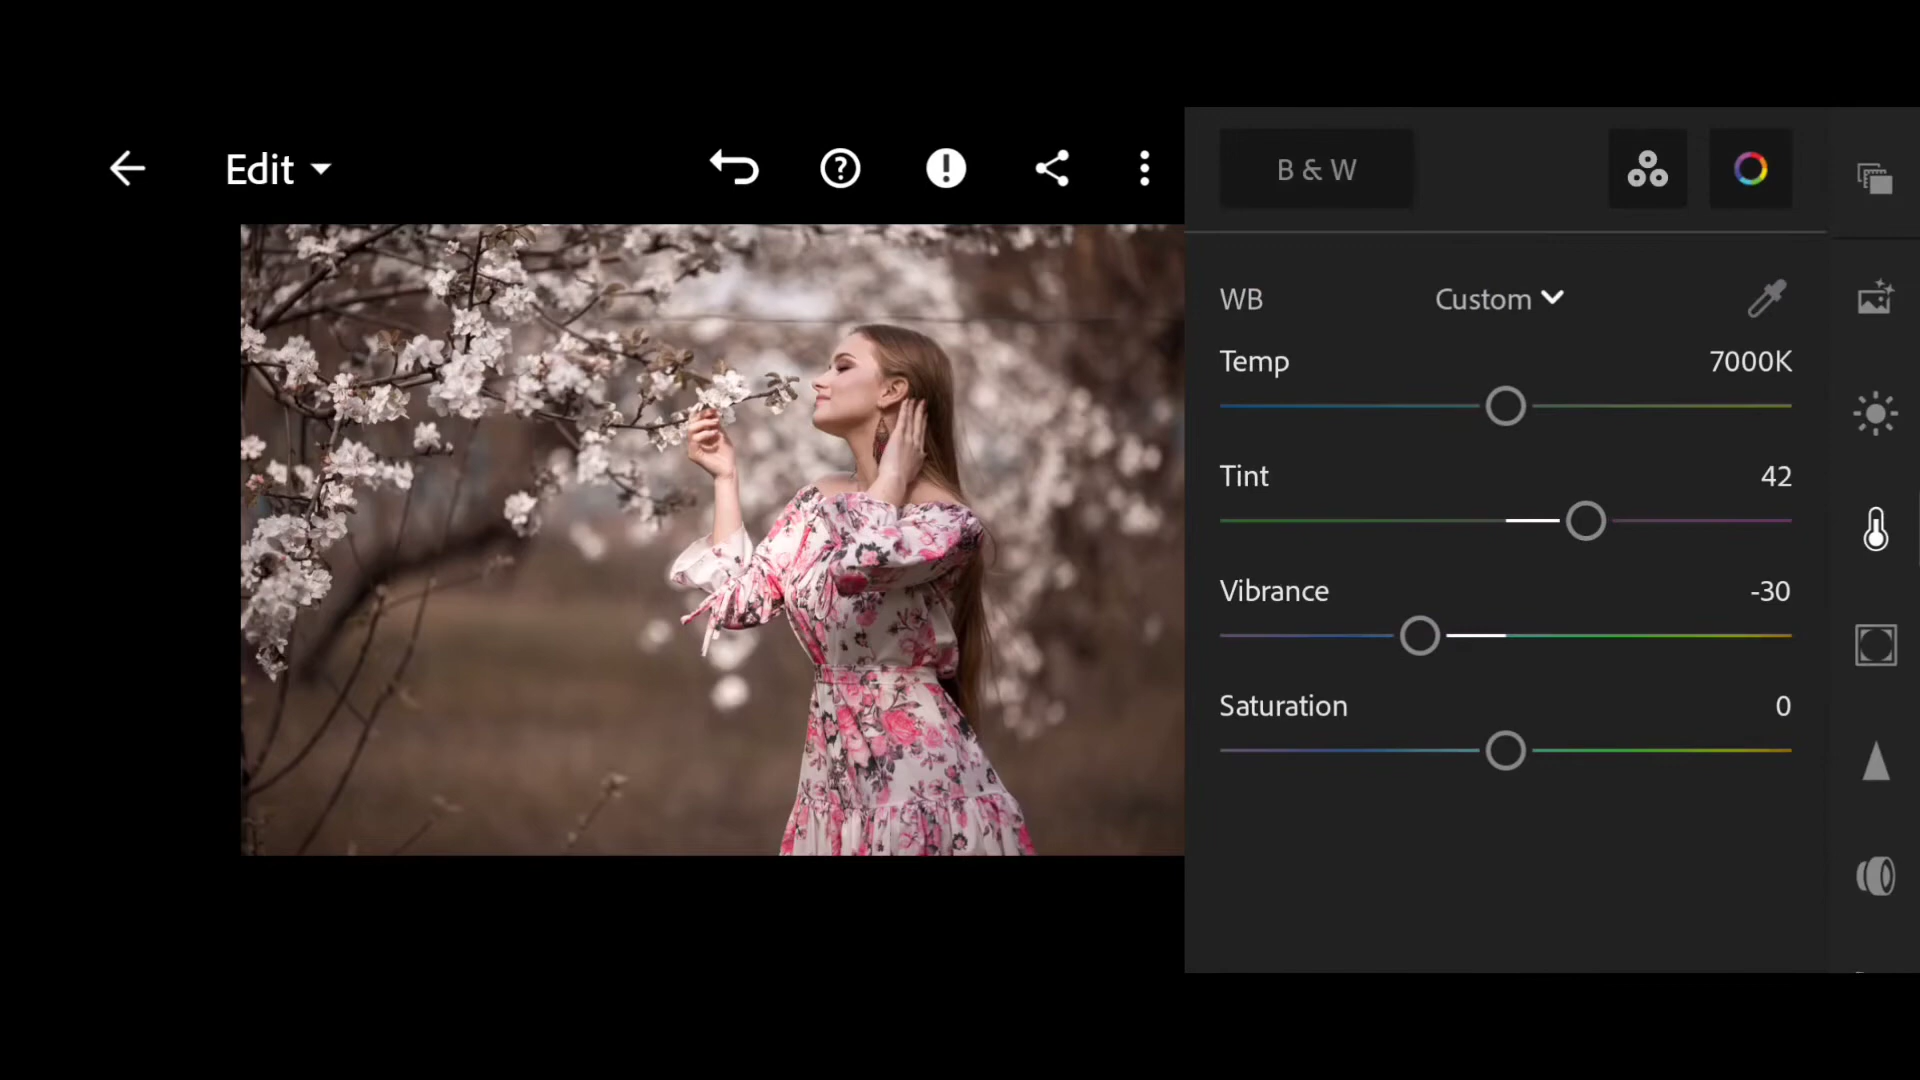 Edit
B & W
WB Custom
Temp 7000K
Tint 42
Vibrance -30
Saturation 0